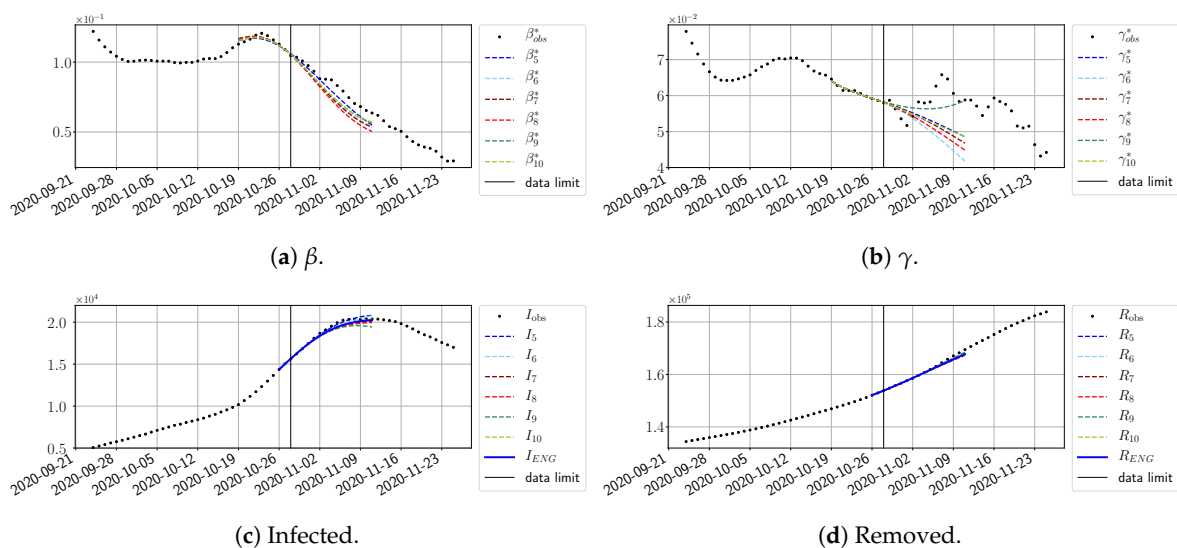 ×10⁻¹
1.0
0.5
2020-09-21
2020-09-28
2020-10-05
2020-10-12
2020-10-19
2020-10-26
2020-11-02
2020-11-09
2020-11-16
2020-11-23
β*obs
β*5
β*6
β*7
β*8
β*9
β*10
data limit
(a) β.
×10⁻²
7
6
5
4
2020-09-21
2020-09-28
2020-10-05
2020-10-12
2020-10-19
2020-10-26
2020-11-02
2020-11-09
2020-11-16
2020-11-23
γ*obs
γ*5
γ*6
γ*7
γ*8
γ*9
γ*10
data limit
(b) γ.
×10⁴
2.0
1.5
1.0
0.5
2020-09-21
2020-09-28
2020-10-05
2020-10-12
2020-10-19
2020-10-26
2020-11-02
2020-11-09
2020-11-16
2020-11-23
Iobs
I5
I6
I7
I8
I9
I10
IENG
data limit
(c) Infected.
×10⁵
1.8
1.6
1.4
2020-09-21
2020-09-28
2020-10-05
2020-10-12
2020-10-19
2020-10-26
2020-11-02
2020-11-09
2020-11-16
2020-11-23
Robs
R5
R6
R7
R8
R9
R10
RENG
data limit
(d) Removed.